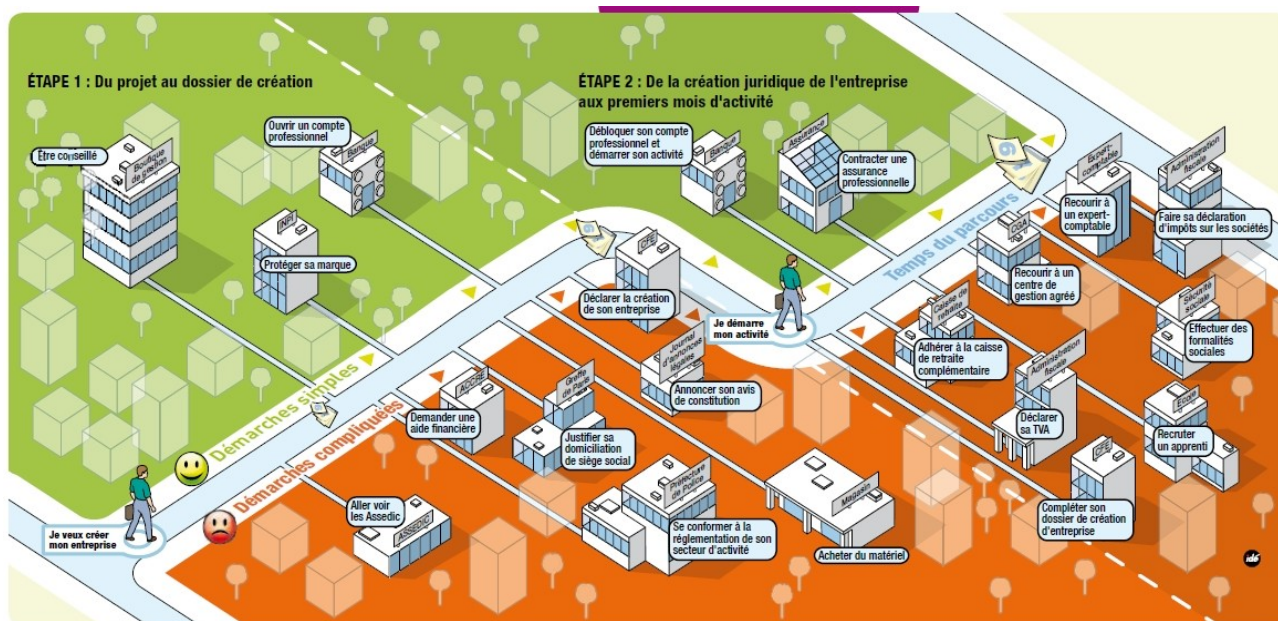 ÉTAPE 1 : Du projet au dossier de création
ÉTAPE 2 : De la création juridique de l'entreprise
aux premiers mois d'activité
Être conseillé
Boutique
de gestion
Ouvrir un compte
professionnel
Banque
INPI
Protéger sa marque
Débloquer son compte
professionnel et
démarrer son activité
Banque
Assurance
Contracter une
assurance
professionnelle
Expert-
comptable
Recourir à
un expert-
comptable
Administration
fiscale
Faire sa déclaration
d'impôts sur les sociétés
CFE
Déclarer la création
de son entreprise
Temps du parcours
CGA
Recourir à un
centre de
gestion agréé
Sécurité
sociale
Effectuer des
formalités
sociales
Je démarre
mon activité
Caisse de
retraite
Adhérer à la caisse
de retraite
complémentaire
Journal
d'annonces
légales
Annoncer son avis
de constitution
Administration
fiscale
Déclarer
sa TVA
École
Recruter
un apprenti
Démarches simples
Démarches compliquées
ACCRE
Demander une
aide financière
Greffe
de Paris
Justifier sa
domiciliation
de siège social
CFE
Compléter son
dossier de création
d'entreprise
Je veux créer
mon entreprise
Aller voir
les Assedic
ASSEDIC
Préfecture
de Police
Se conformer à la
réglementation de son
secteur d'activité
Magasin
Acheter du matériel
idé